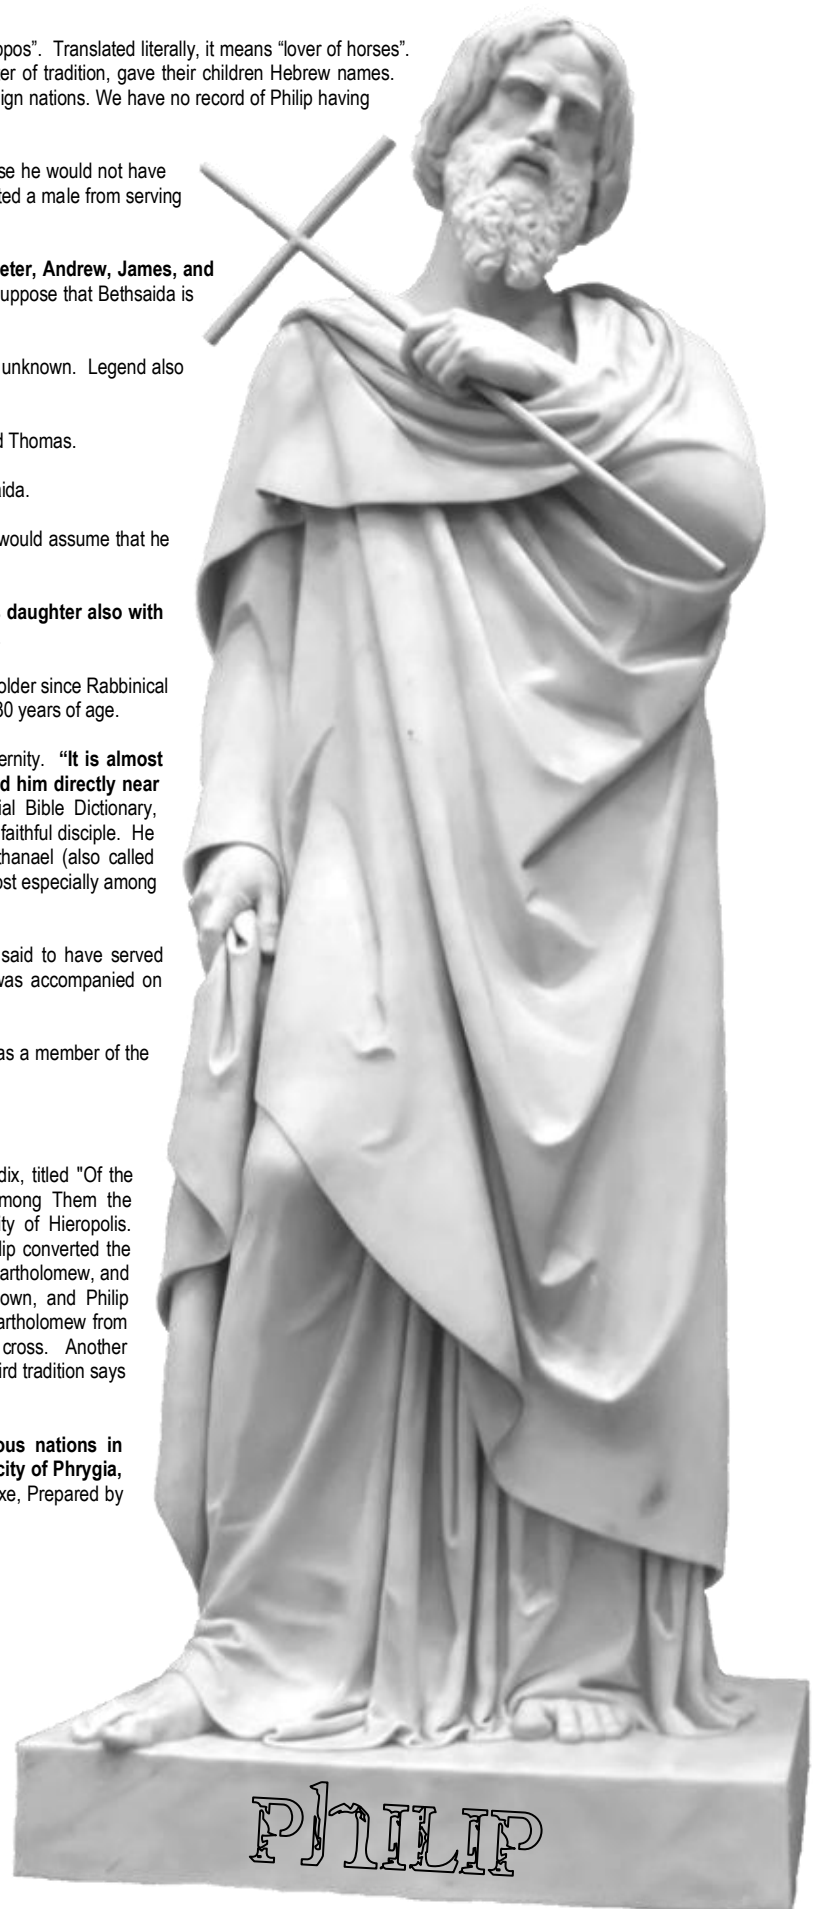 opos”. Translated literally, it means “lover of horses”.
er of tradition, gave their children Hebrew names.
ign nations. We have no record of Philip having
se he would not have
ted a male from serving
eter, Andrew, James, and
uppose that Bethsaida is
unknown. Legend also
d Thomas.
aida.
would assume that he
daughter also with
older since Rabbinical
30 years of age.
ernity. “It is almost
d him directly near
ial Bible Dictionary,
faithful disciple. He
thanael (also called
ost especially among
said to have served
was accompanied on
as a member of the
dix, titled "Of the
mong Them the
ity of Hieropolis.
lip converted the
artholomew, and
own, and Philip
artholomew from
cross. Another
ird tradition says
ous nations in
city of Phrygia,
xe, Prepared by
PhILIP